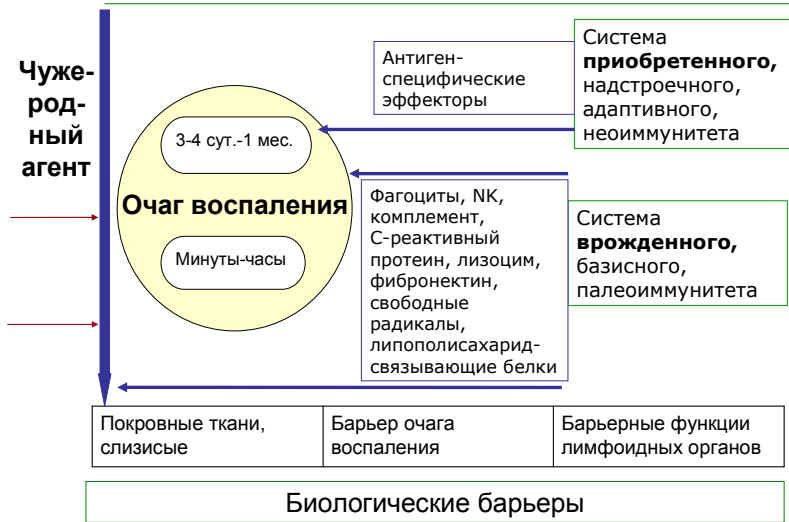 Чуже-
род-
ный
агент
3-4 сут.-1 мес.
Очаг воспаления
Минуты-часы
Антиген-
специфические
эффекторы
Система
приобретенного,
надстроечного,
адаптивного,
неоиммунитета
Фагоциты, NK,
комплемент,
С-реактивный
протеин, лизоцим,
фибронектин,
свободные
радикалы,
липополисахарид-
связывающие белки
Система
врожденного,
базисного,
палеоиммунитета
Покровные ткани,
слизисые
Барьер очага
воспаления
Барьерные функции
лимфоидных органов
Биологические барьеры